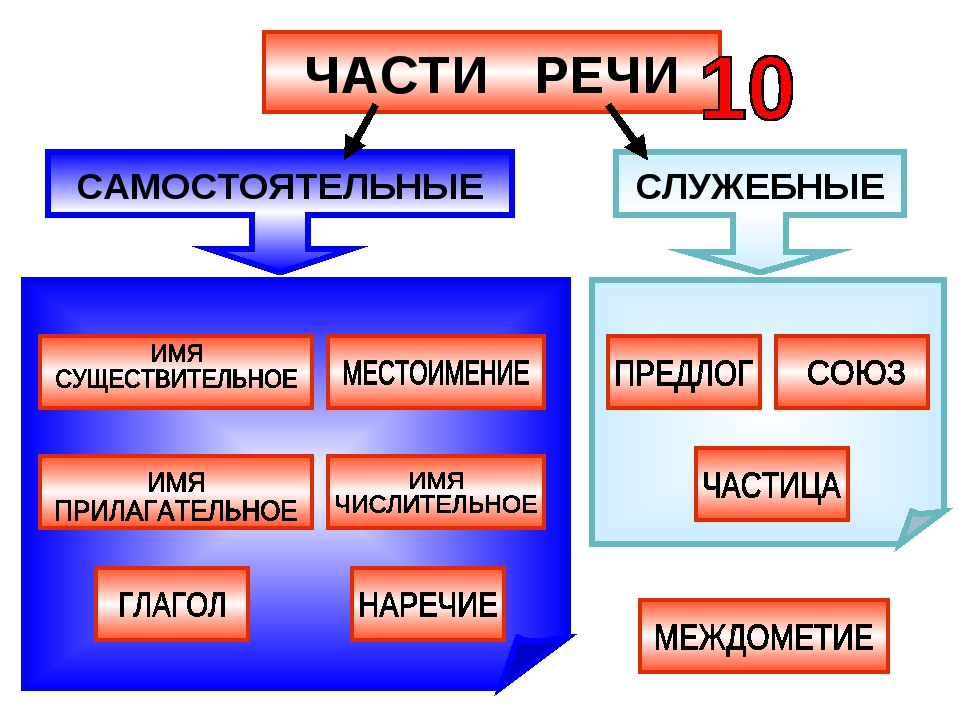 ЧАСТИ РЕЧИ
10
САМОСТОЯТЕЛЬНЫЕ
СЛУЖЕБНЫЕ
ИМЯ
СУЩЕСТВИТЕЛЬНОЕ
МЕСТОИМЕНИЕ
ИМЯ
ПРИЛАГАТЕЛЬНОЕ
ИМЯ
ЧИСЛИТЕЛЬНОЕ
ГЛАГОЛ
НАРЕЧИЕ
ПРЕДЛОГ
СОЮЗ
ЧАСТИЦА
МЕЖДОМЕТИЕ